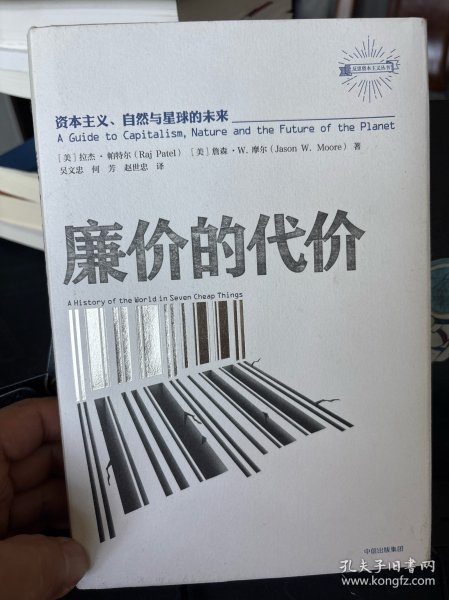 反思资本主义丛书
资本主义、自然与星球的未来
A Guide to Capitalism, Nature and the Future of the Planet
[美]拉杰·帕特尔(Raj Patel) [美]詹森·W.摩尔(Jason W. Moore) 著
吴文忠 何芳 赵世忠 译
廉价的代价
A History of the World in Seven Cheap Things
中信出版集团
孔夫子旧书网
www.kongfz.com